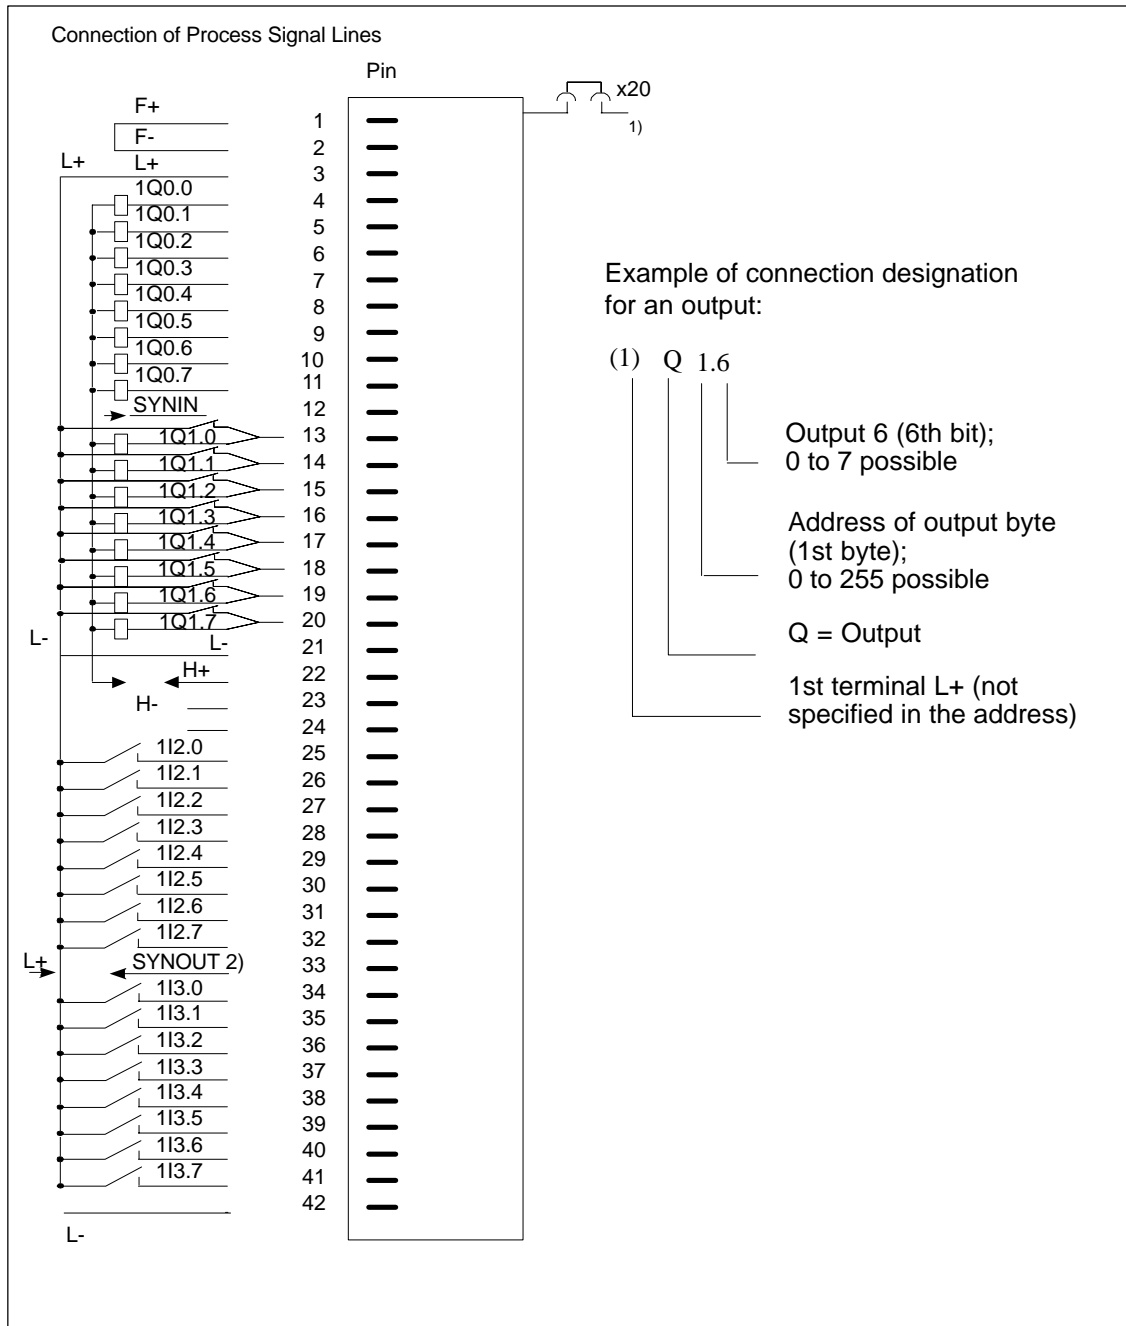 Connection of Process Signal Lines
Pin
x20
1)
F+
1
F-
2
L+
L+
3
1Q0.0
4
1Q0.1
5
1Q0.2
6
1Q0.3
7
1Q0.4
8
1Q0.5
9
1Q0.6
10
1Q0.7
11
SYNIN
12
1Q1.0
13
1Q1.1
14
1Q1.2
15
1Q1.3
16
1Q1.4
17
1Q1.5
18
1Q1.6
19
1Q1.7
20
L-
L-
21
H+
22
H-
23
24
1I2.0
25
1I2.1
26
1I2.2
27
1I2.3
28
1I2.4
29
1I2.5
30
1I2.6
31
1I2.7
32
L+
SYNOUT 2)
33
1I3.0
34
1I3.1
35
1I3.2
36
1I3.3
37
1I3.4
38
1I3.5
39
1I3.6
40
1I3.7
41
42
L-
Example of connection designation
for an output:
(1) Q 1.6
Output 6 (6th bit);
0 to 7 possible
Address of output byte
(1st byte);
0 to 255 possible
Q = Output
1st terminal L+ (not
specified in the address)